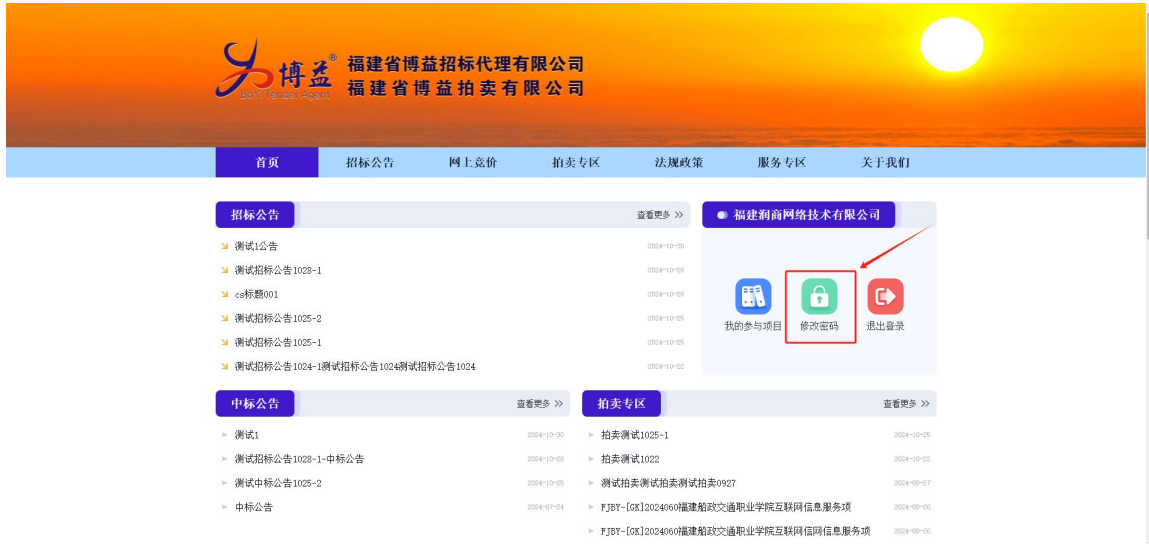 博益®
BoYi Tender Agent
福建省博益招标代理有限公司
福建省博益拍卖有限公司
首页 招标公告 网上竞价 拍卖专区 法规政策 服务专区 关于我们
招标公告 查看更多 >>
测试1公告 2024-10-30
测试招标公告1028-1 2024-10-28
cs标题001 2024-10-28
测试招标公告1025-2 2024-10-25
测试招标公告1025-1 2024-10-25
测试招标公告1024-1测试招标公告1024测试招标公告1024 2024-10-22
福建润商网络技术有限公司
我的参与项目 修改密码 退出登录
中标公告 查看更多 >>
测试1 2024-10-30
测试招标公告1028-1-中标公告 2024-10-28
测试中标公告1025-2 2024-10-25
中标公告 2024-07-24
拍卖专区 查看更多 >>
拍卖测试1025-1 2024-10-25
拍卖测试1022 2024-10-22
测试拍卖测试拍卖测试拍卖0927 2024-09-27
FJBY-[GK]2024060福建船政交通职业学院互联网信息服务项 2024-09-20
FJBY-[GK]2024060福建船政交通职业学院互联网信网信息服务项 2024-09-20